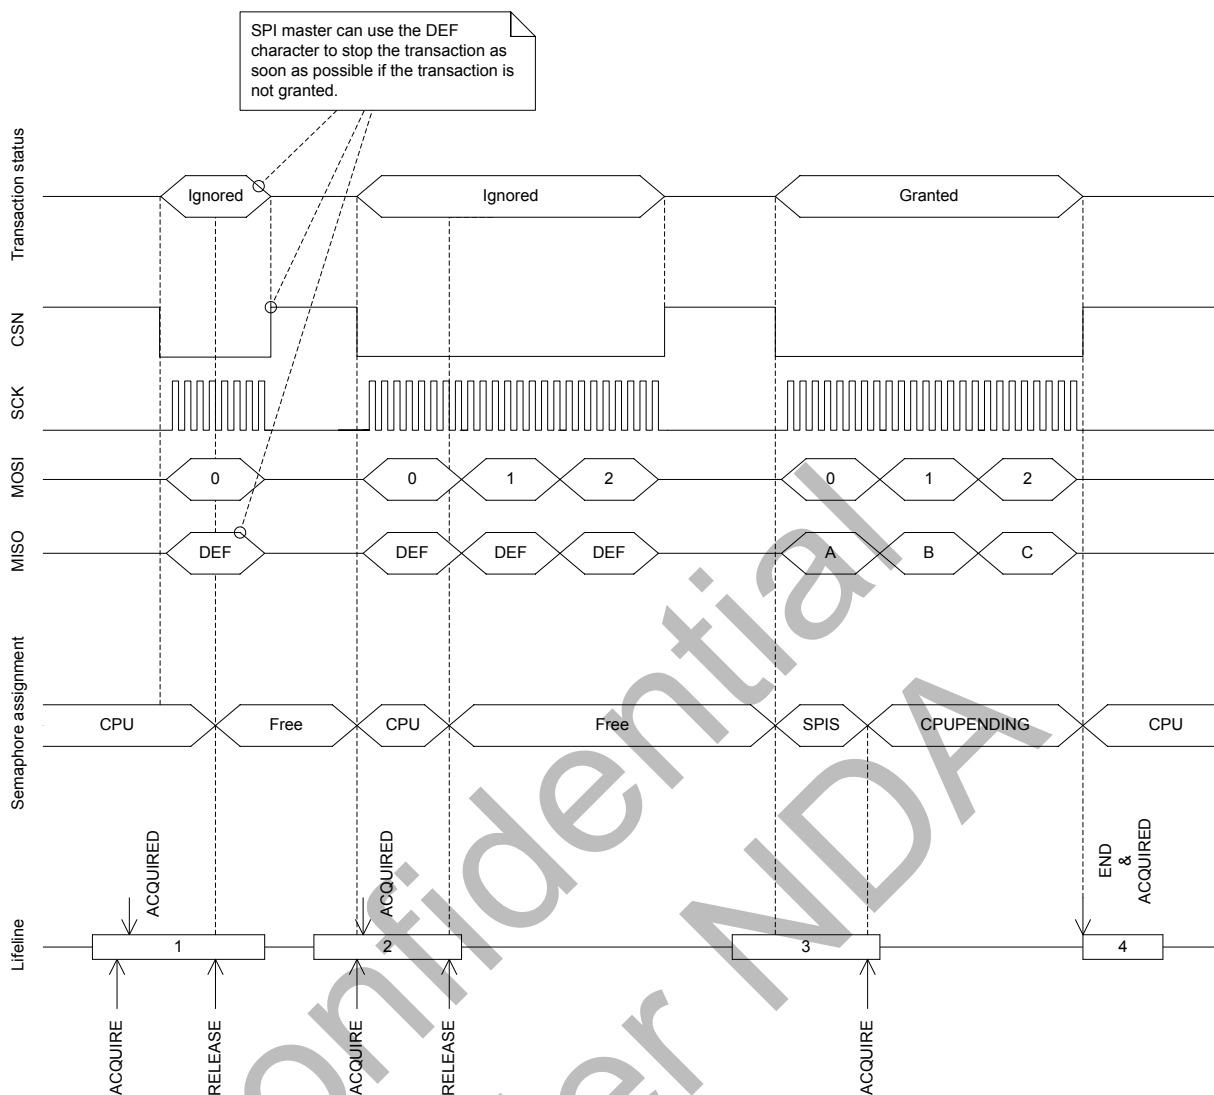 SPI master can use the DEF
character to stop the transaction as
soon as possible if the transaction is
not granted.
Transaction status
Ignored
Ignored
Granted
CSN
SCK
MOSI
0
0
1
2
0
1
2
MISO
DEF
DEF
DEF
DEF
A
B
C
Semaphore assignment
CPU
Free
CPU
Free
SPIS
CPUPENDING
CPU
ACQUIRED
ACQUIRED
END
&
ACQUIRED
Lifeline
1
2
3
4
ACQUIRE
RELEASE
ACQUIRE
RELEASE
ACQUIRE
onfidential
er NDA